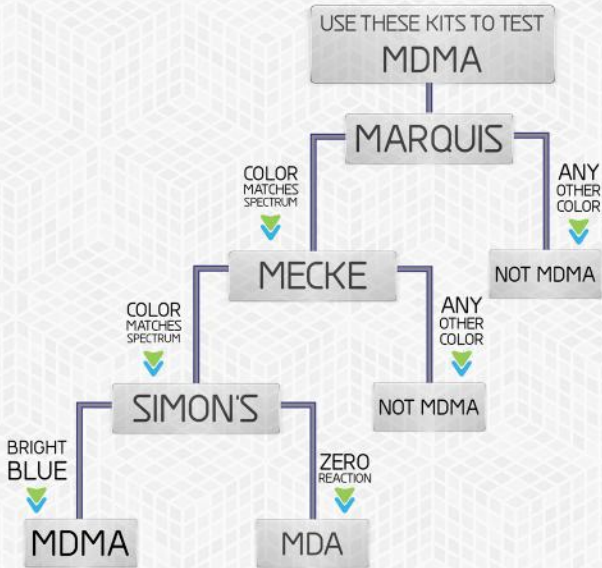 USE THESE KITS TO TEST
MDMA
MARQUIS
COLOR
MATCHES
SPECTRUM
ANY
OTHER
COLOR
MECKE
NOT MDMA
COLOR
MATCHES
SPECTRUM
ANY
OTHER
COLOR
SIMON'S
NOT MDMA
BRIGHT
BLUE
ZERO
REACTION
MDMA
MDA